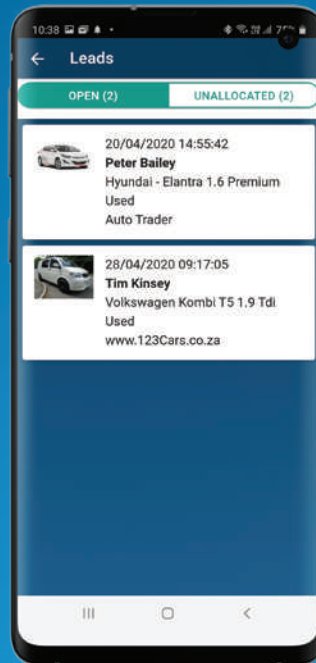 10:38
Leads
OPEN (2)
UNALLOCATED (2)
20/04/2020 14:55:42
Peter Bailey
Hyundai - Elantra 1.6 Premium
Used
Auto Trader
28/04/2020 09:17:05
Tim Kinsey
Volkswagen Kombi T5 1.9 Tdi
Used
www.123Cars.co.za